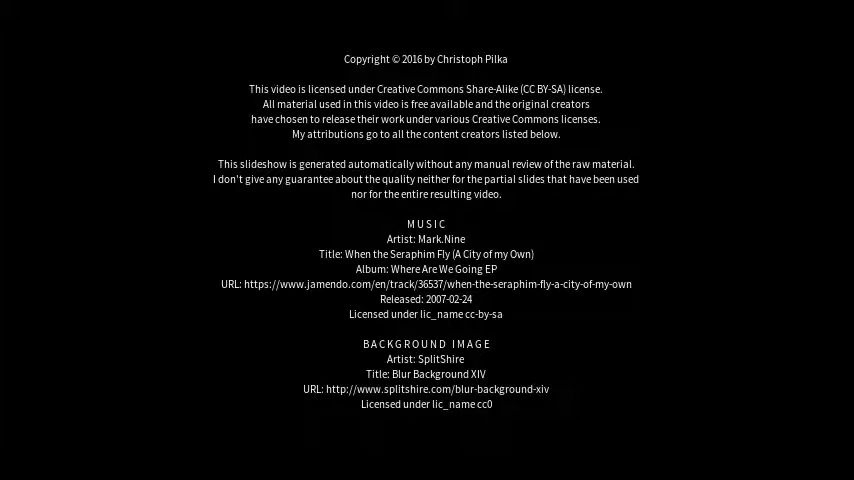 Copyright © 2016 by Christoph Pilka
This video is licensed under Creative Commons Share-Alike (CC BY-SA) license.
All material used in this video is free available and the original creators
have chosen to release their work under various Creative Commons licenses.
My attributions go to all the content creators listed below.
This slideshow is generated automatically without any manual review of the raw material.
I don't give any guarantee about the quality neither for the partial slides that have been used
nor for the entire resulting video.
MUSIC
Artist: Mark.Nine
Title: When the Seraphim Fly (A City of my Own)
Album: Where Are We Going EP
URL: https://www.jamendo.com/en/track/36537/when-the-seraphim-fly-a-city-of-my-own
Released: 2007-02-24
Licensed under lic_name cc-by-sa
BACKGROUND IMAGE
Artist: SplitShire
Title: Blur Background XIV
URL: http://www.splitshire.com/blur-background-xiv
Licensed under lic_name cc0